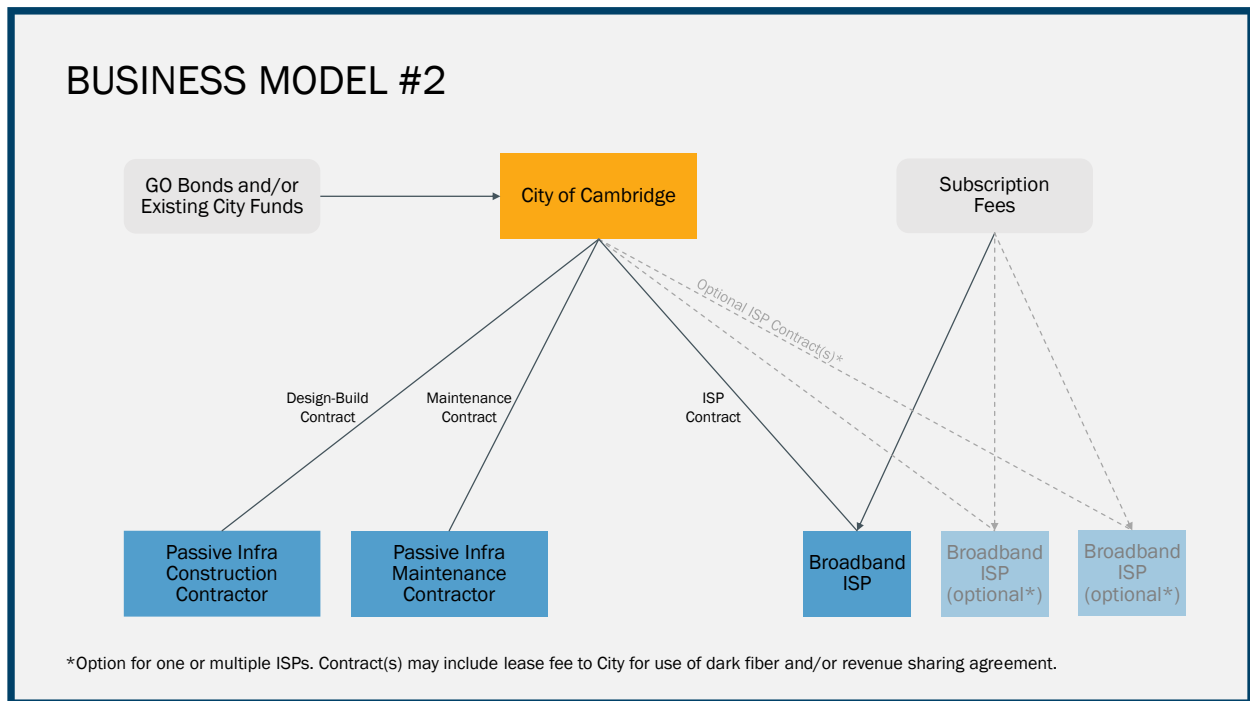 BUSINESS MODEL #2
GO Bonds and/or
Existing City Funds
City of Cambridge
Subscription
Fees
Optional ISP Contract(s)*
Design-Build
Contract
Maintenance
Contract
ISP
Contract
Passive Infra
Construction
Contractor
Passive Infra
Maintenance
Contractor
Broadband
ISP
Broadband
ISP
(optional*)
Broadband
ISP
(optional*)
*Option for one or multiple ISPs. Contract(s) may include lease fee to City for use of dark fiber and/or revenue sharing agreement.